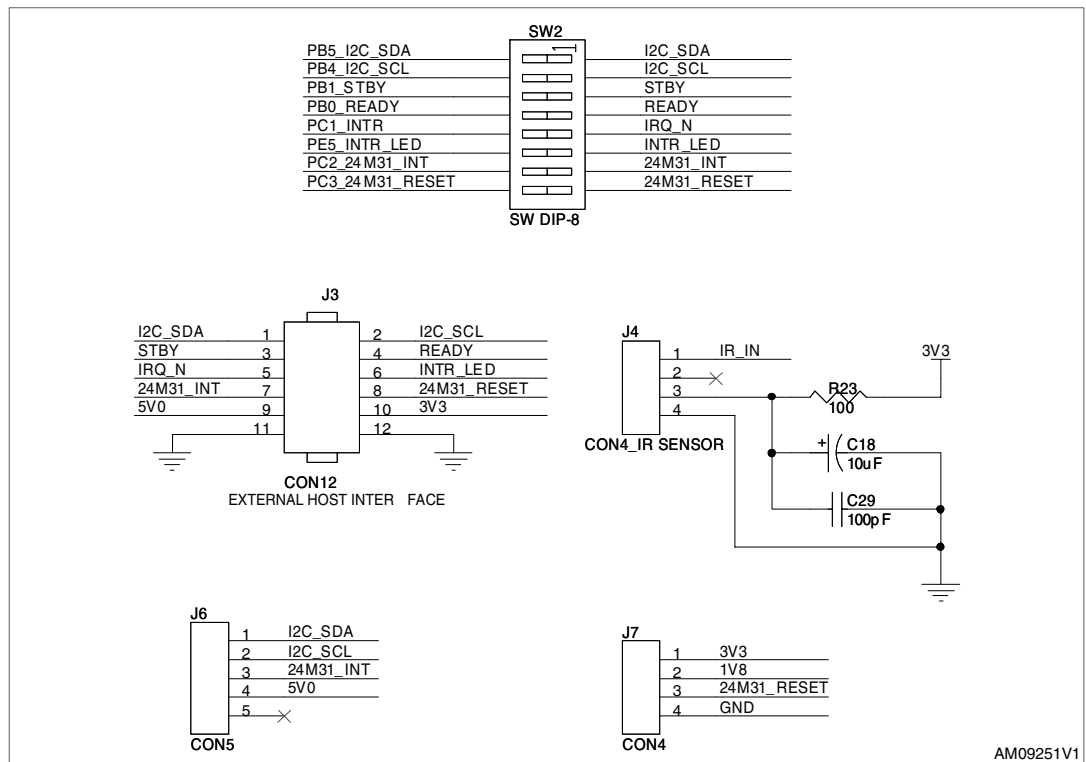 SW2
1
PB5_I2C_SDA I2C_SDA
PB4_I2C_SCL I2C_SCL
PB1_STBY STBY
PB0_READY READY
PC1_INTR IRQ_N
PE5_INTR_LED INTR_LED
PC2_24M31_INT 24M31_INT
PC3_24M31_RESET 24M31_RESET
SW DIP-8
J3
I2C_SDA 1 2 I2C_SCL
STBY 3 4 READY
IRQ_N 5 6 INTR_LED
24M31_INT 7 8 24M31_RESET
5V0 9 10 3V3
11 12
CON12
EXTERNAL HOST INTER FACE
J4
1 IR_IN
2
3
4
CON4_IR SENSOR
3V3
R23
100
+ C18
10uF
C29
100pF
J6
1 I2C_SDA
2 I2C_SCL
3 24M31_INT
4 5V0
5
CON5
J7
1 3V3
2 1V8
3 24M31_RESET
4 GND
CON4
AM09251V1